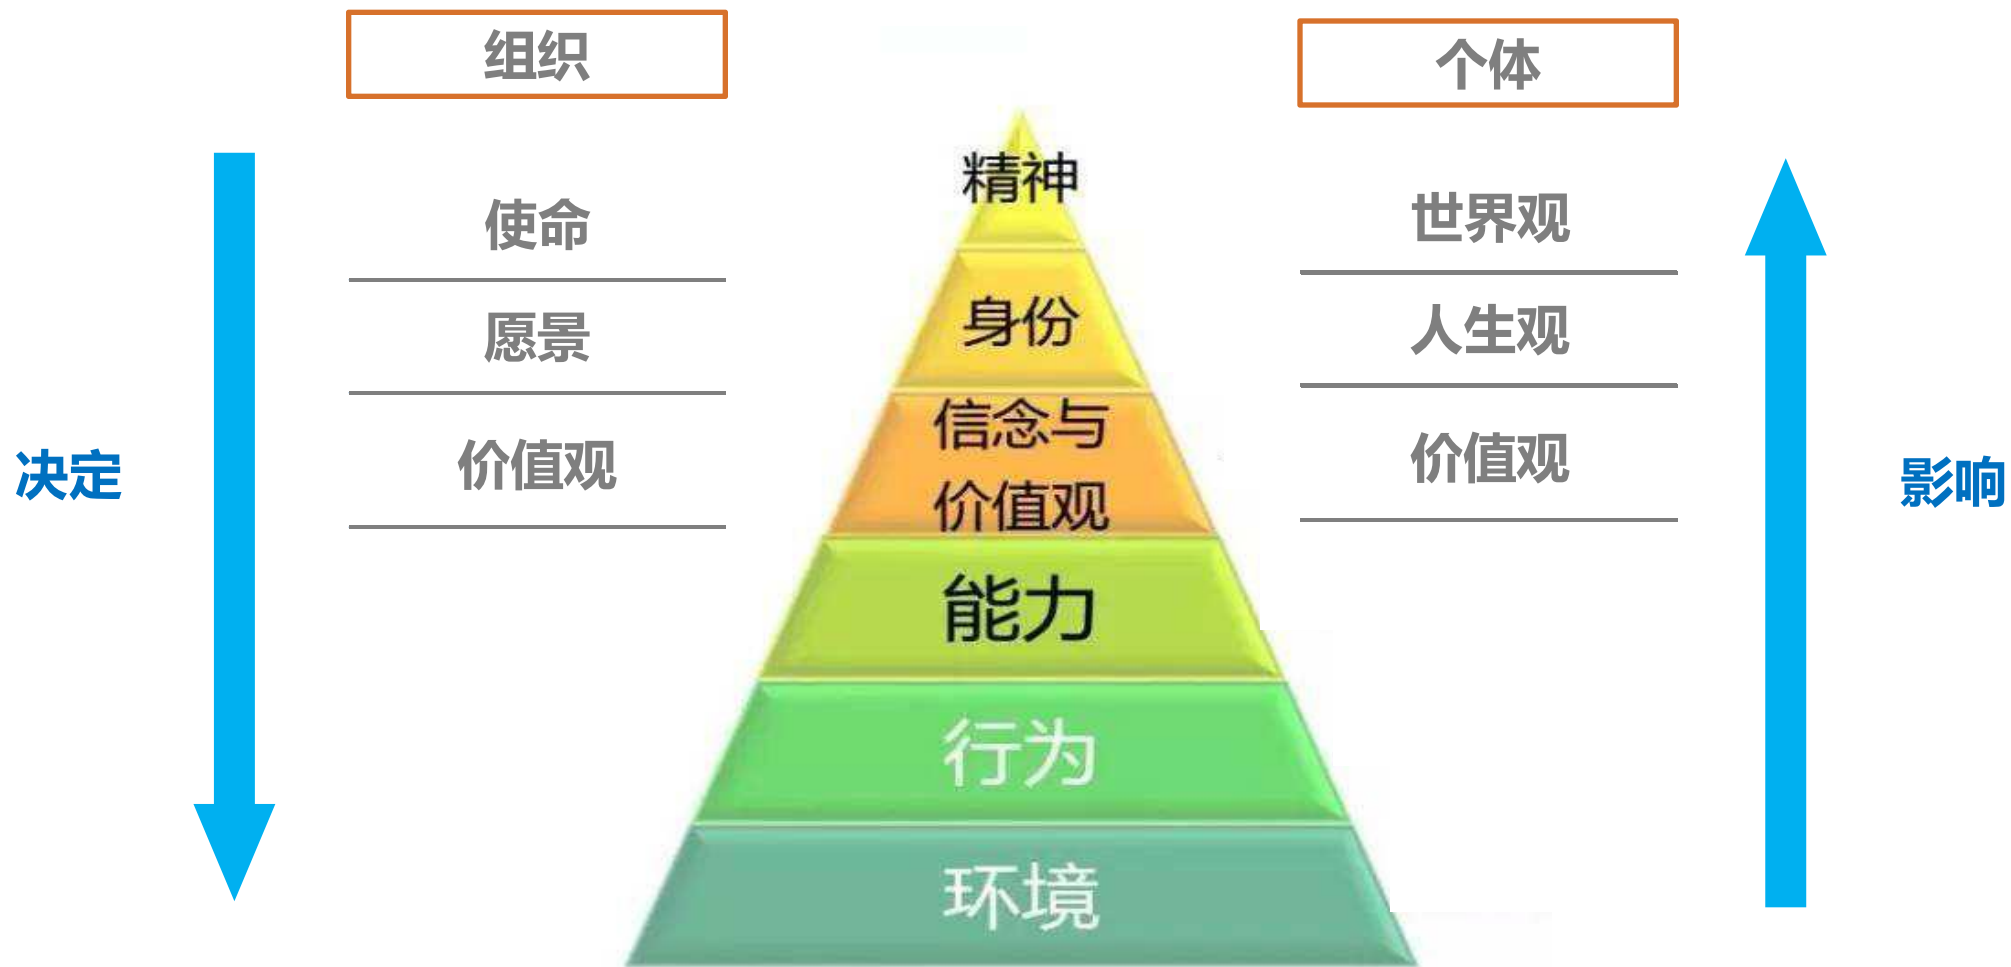 组织
个体
精神
使命
世界观
身份
愿景
人生观
信念与
价值观
价值观
价值观
决定
影响
能力
行为
环境